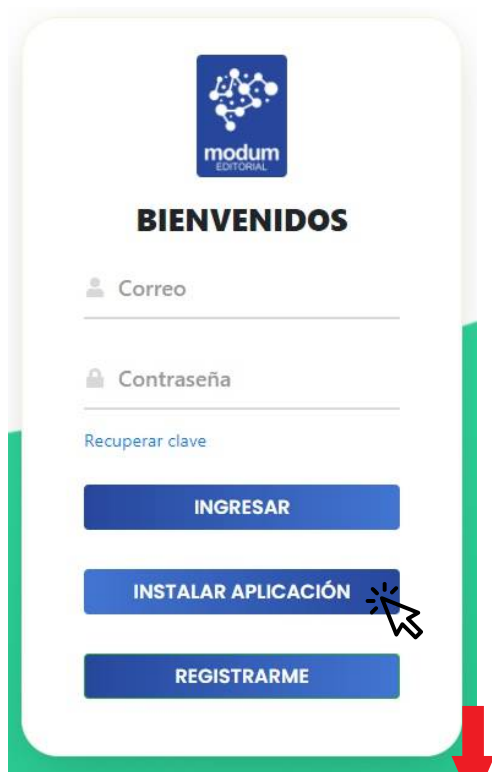 modum
EDITORIAL
BIENVENIDOS
Correo
Contraseña
Recuperar clave
INGRESAR
INSTALAR APLICACIÓN
REGISTRARME